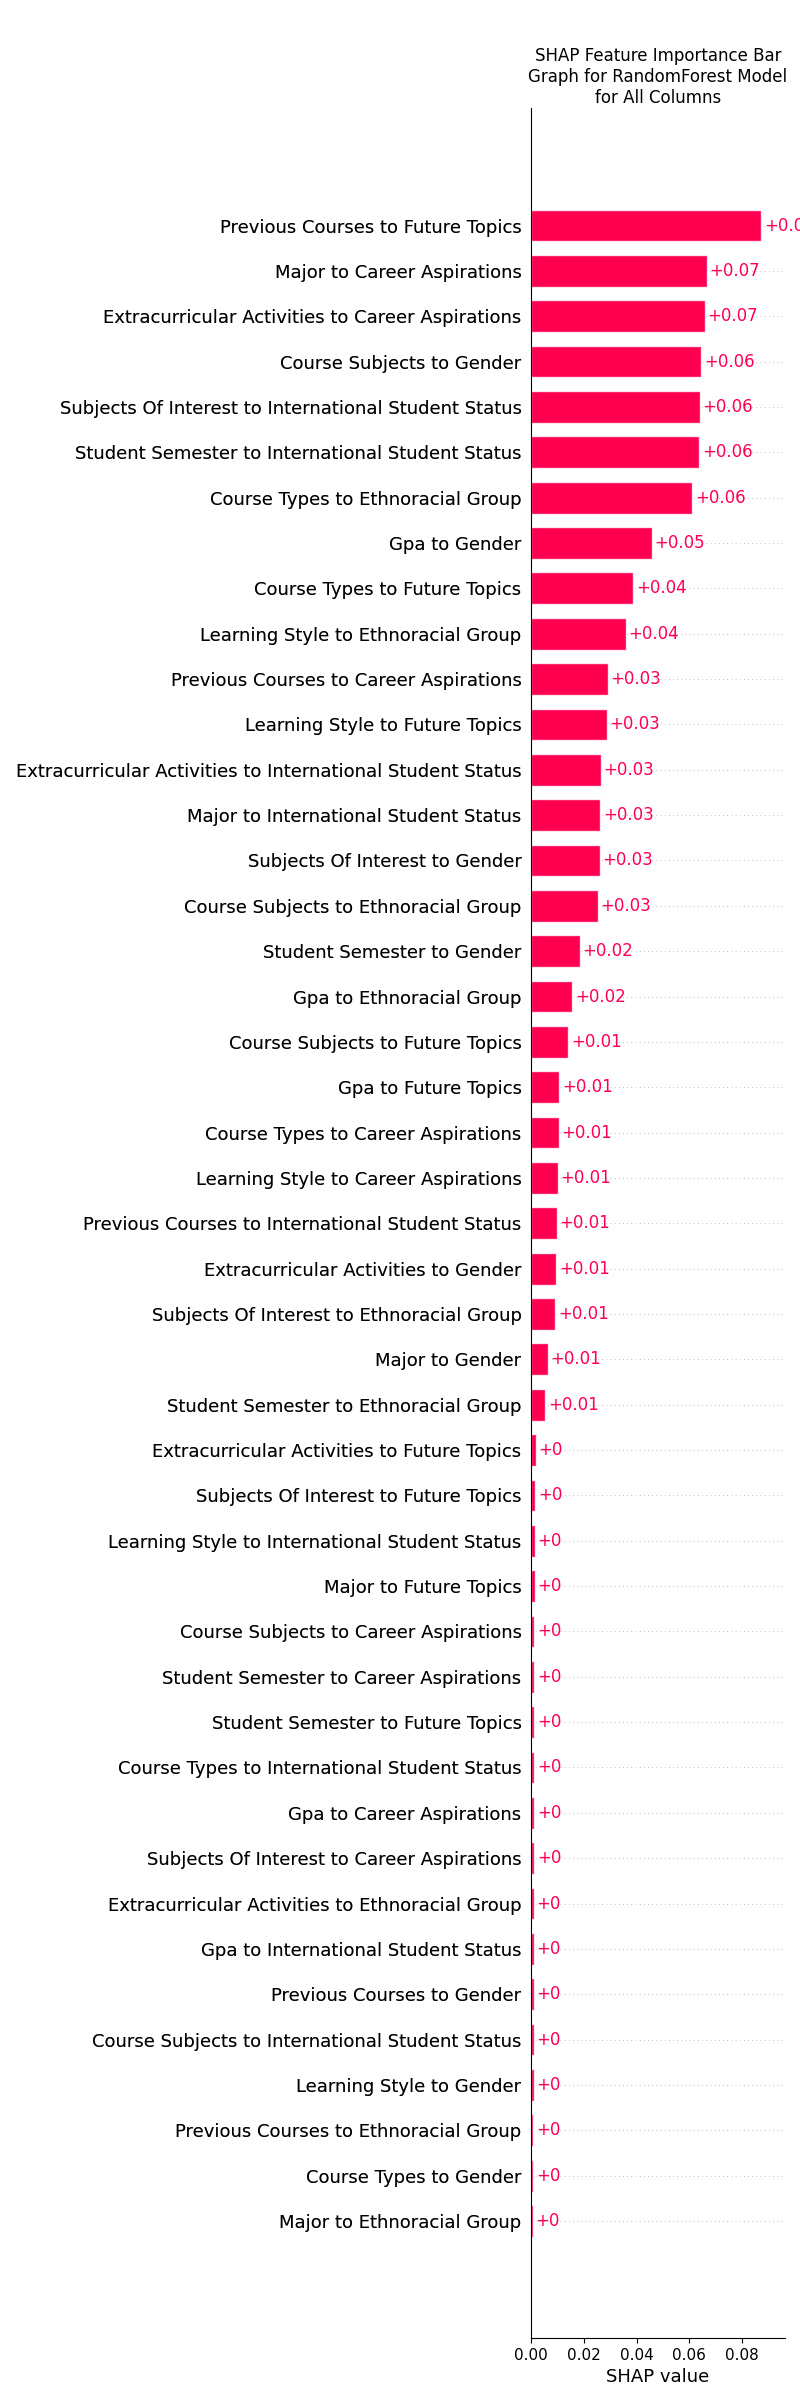 SHAP Feature Importance Bar
Graph for RandomForest Model
for All Columns
Previous Courses to Future Topics +0.0
Major to Career Aspirations +0.07
Extracurricular Activities to Career Aspirations +0.07
Course Subjects to Gender +0.06
Subjects Of Interest to International Student Status +0.06
Student Semester to International Student Status +0.06
Course Types to Ethnoracial Group +0.06
Gpa to Gender +0.05
Course Types to Future Topics +0.04
Learning Style to Ethnoracial Group +0.04
Previous Courses to Career Aspirations +0.03
Learning Style to Future Topics +0.03
Extracurricular Activities to International Student Status +0.03
Major to International Student Status +0.03
Subjects Of Interest to Gender +0.03
Course Subjects to Ethnoracial Group +0.03
Student Semester to Gender +0.02
Gpa to Ethnoracial Group +0.02
Course Subjects to Future Topics +0.01
Gpa to Future Topics +0.01
Course Types to Career Aspirations +0.01
Learning Style to Career Aspirations +0.01
Previous Courses to International Student Status +0.01
Extracurricular Activities to Gender +0.01
Subjects Of Interest to Ethnoracial Group +0.01
Major to Gender +0.01
Student Semester to Ethnoracial Group +0.01
Extracurricular Activities to Future Topics +0
Subjects Of Interest to Future Topics +0
Learning Style to International Student Status +0
Major to Future Topics +0
Course Subjects to Career Aspirations +0
Student Semester to Career Aspirations +0
Student Semester to Future Topics +0
Course Types to International Student Status +0
Gpa to Career Aspirations +0
Subjects Of Interest to Career Aspirations +0
Extracurricular Activities to Ethnoracial Group +0
Gpa to International Student Status +0
Previous Courses to Gender +0
Course Subjects to International Student Status +0
Learning Style to Gender +0
Previous Courses to Ethnoracial Group +0
Course Types to Gender +0
Major to Ethnoracial Group +0
0.00 0.02 0.04 0.06 0.08
SHAP value